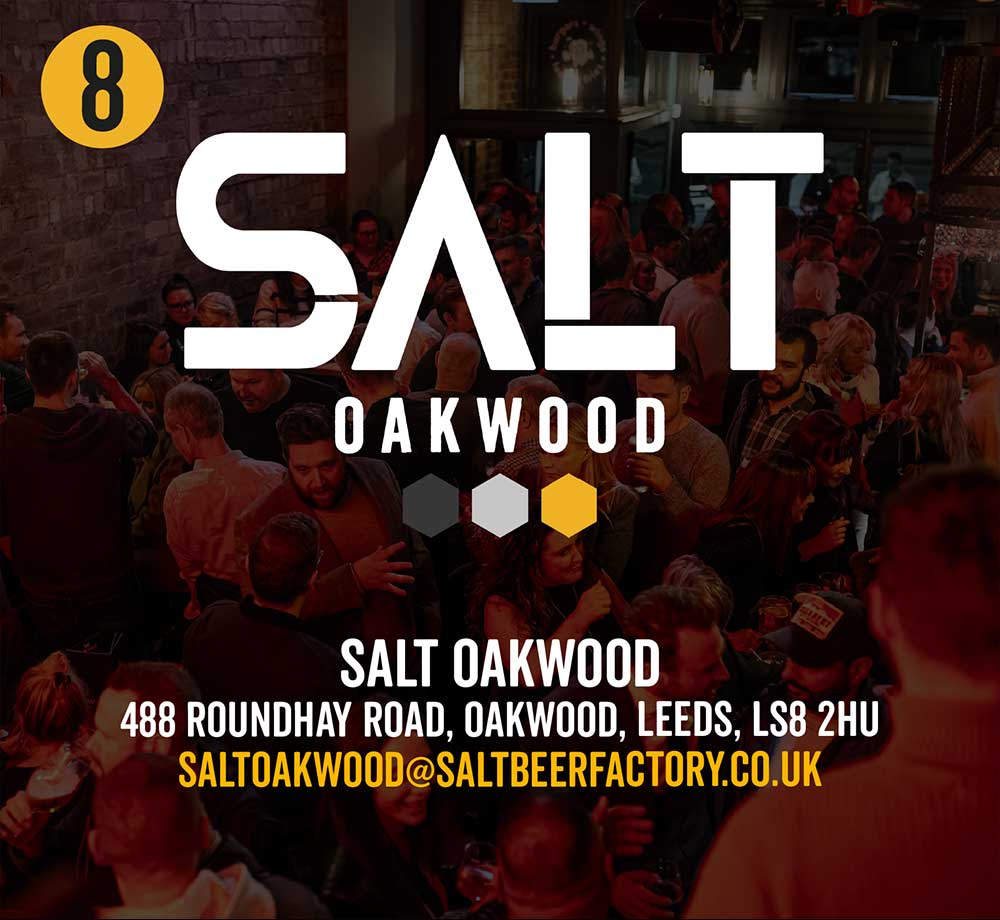 8
SALT
OAKWOOD
SALT OAKWOOD
488 ROUNDHAY ROAD, OAKWOOD, LEEDS, LS8 2HU
SALTOAKWOOD@SALTBEERFACTORY.CO.UK